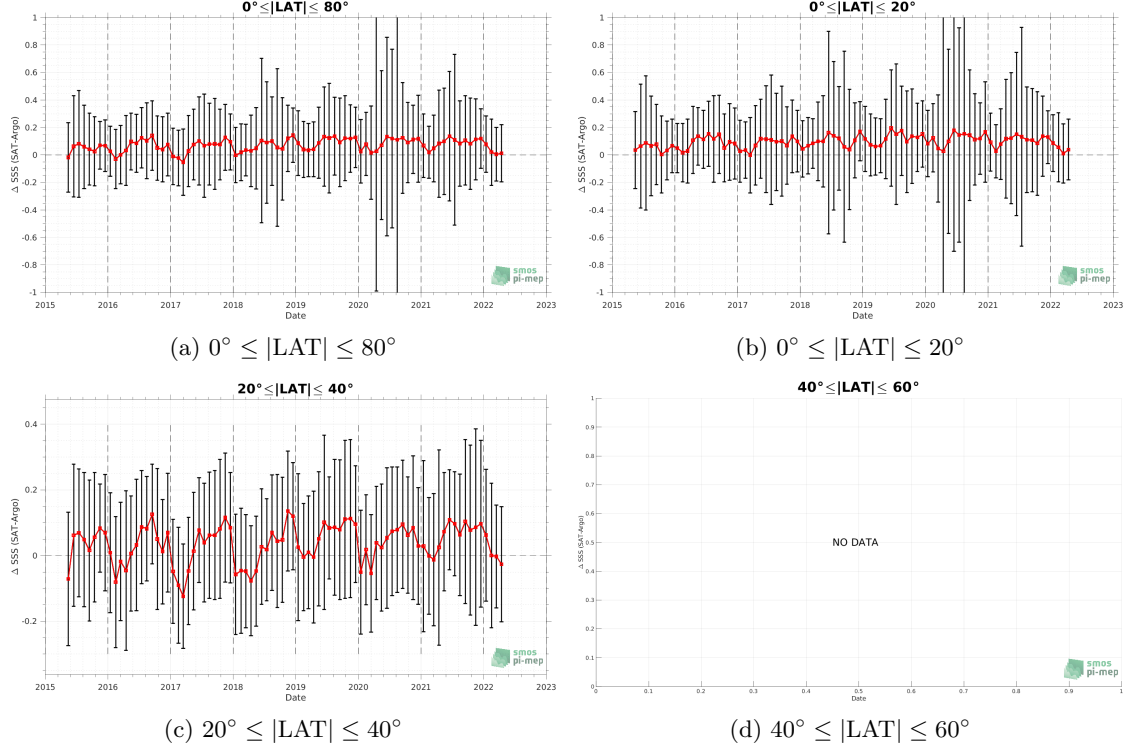 0°≤|LAT|≤ 80°
1
0.8
0.6
0.4
0.2
0
-0.2
-0.4
-0.6
-0.8
-1
Δ SSS (SAT-Argo)
2015 2016 2017 2018 2019 2020 2021 2022 2023
Date
smos
pi-mep
(a) 0° ≤ |LAT| ≤ 80°
0°≤|LAT|≤ 20°
1
0.8
0.6
0.4
0.2
0
-0.2
-0.4
-0.6
-0.8
-1
Δ SSS (SAT-Argo)
2015 2016 2017 2018 2019 2020 2021 2022 2023
Date
smos
pi-mep
(b) 0° ≤ |LAT| ≤ 20°
20°≤|LAT|≤ 40°
0.4
0.2
0
-0.2
Δ SSS (SAT-Argo)
2015 2016 2017 2018 2019 2020 2021 2022 2023
Date
smos
pi-mep
(c) 20° ≤ |LAT| ≤ 40°
40°≤|LAT|≤ 60°
1
0.9
0.8
0.7
0.6
0.5
0.4
0.3
0.2
0.1
0
Δ SSS (SAT-Argo)
NO DATA
0 0.1 0.2 0.3 0.4 0.5 0.6 0.7 0.8 0.9 1
Date
smos
pi-mep
(d) 40° ≤ |LAT| ≤ 60°